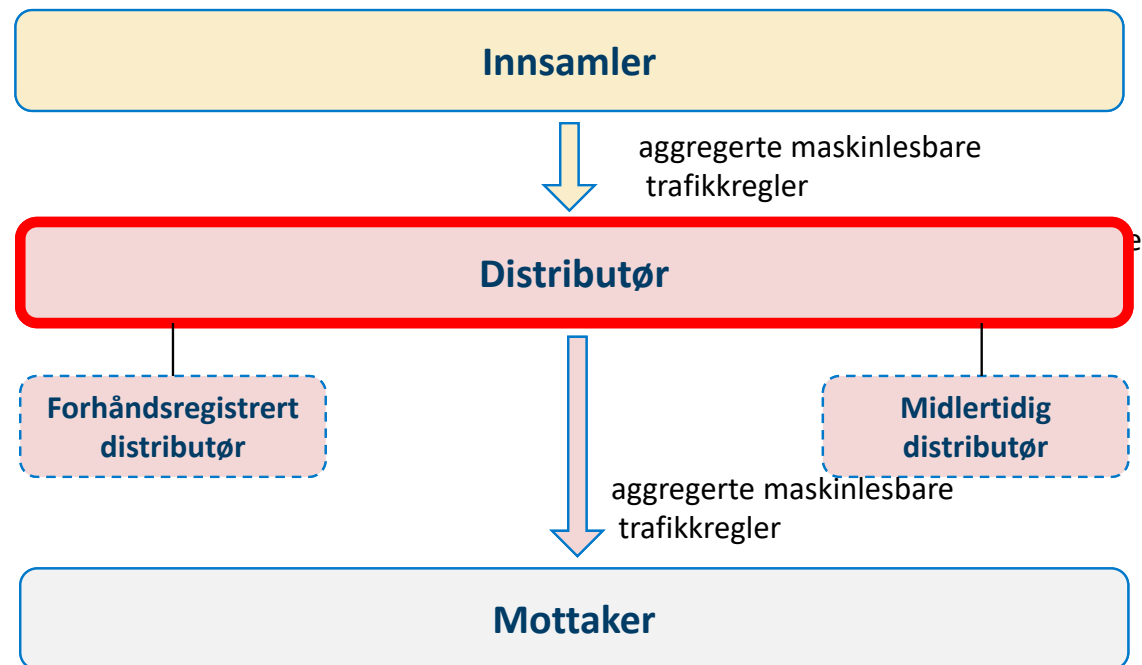 Innsamler
aggregerte maskinlesbare
trafikkregler
e
Distributør
Forhåndsregistrert
distributør
Midlertidig
distributør
aggregerte maskinlesbare
trafikkregler
Mottaker